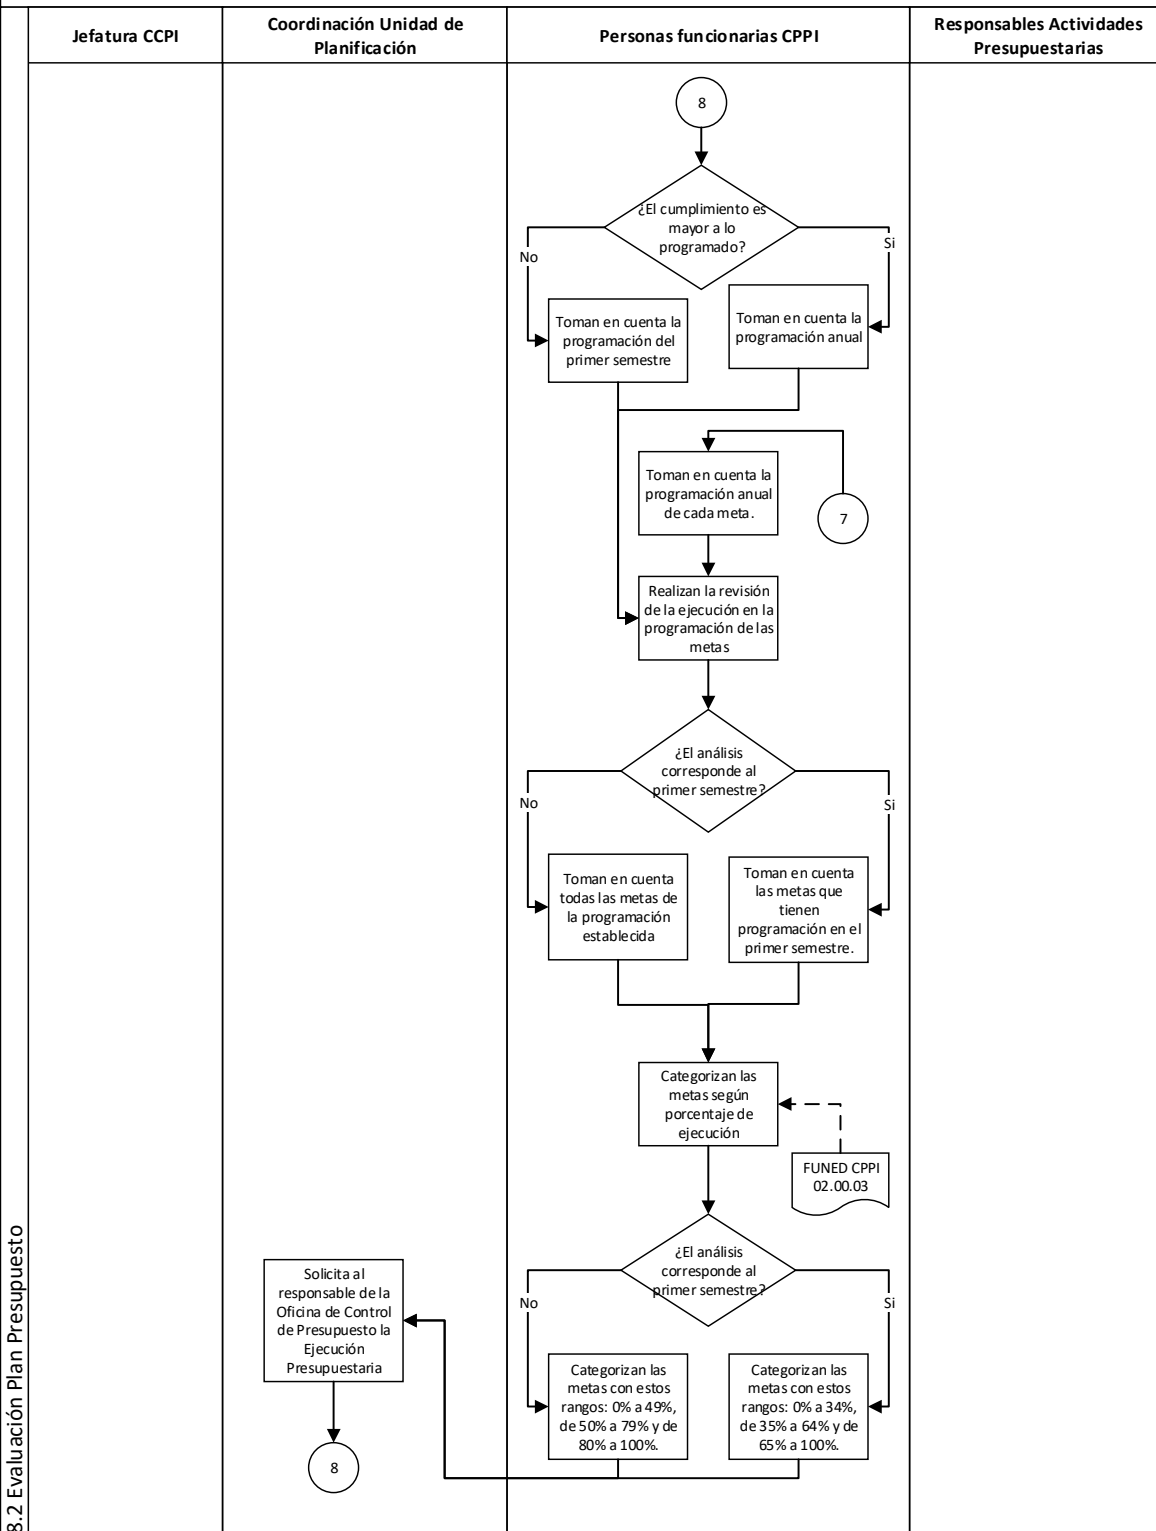 Jefatura CCPI
Coordinación Unidad de
Planificación
Personas funcionarias CPPI
Responsables Actividades
Presupuestarias
8.2 Evaluación Plan Presupuesto
8
¿El cumplimiento es
mayor a lo
programado?
No
Si
Toman en cuenta la
programación del
primer semestre
Toman en cuenta la
programación anual
Toman en cuenta la
programación anual
de cada meta.
7
Realizan la revisión
de la ejecución en la
programación de las
metas
¿El análisis
corresponde al
primer semestre?
No
Si
Toman en cuenta
todas las metas de
la programación
establecida
Toman en cuenta
las metas que
tienen
programación en el
primer semestre.
Categorizan las
metas según
porcentaje de
ejecución
FUNED CPPI
02.00.03
¿El análisis
corresponde al
primer semestre?
No
Si
Solicita al
responsable de la
Oficina de Control
de Presupuesto la
Ejecución
Presupuestaria
Categorizan las
metas con estos
rangos: 0% a 49%,
de 50% a 79% y de
80% a 100%.
Categorizan las
metas con estos
rangos: 0% a 34%,
de 35% a 64% y de
65% a 100%.
8